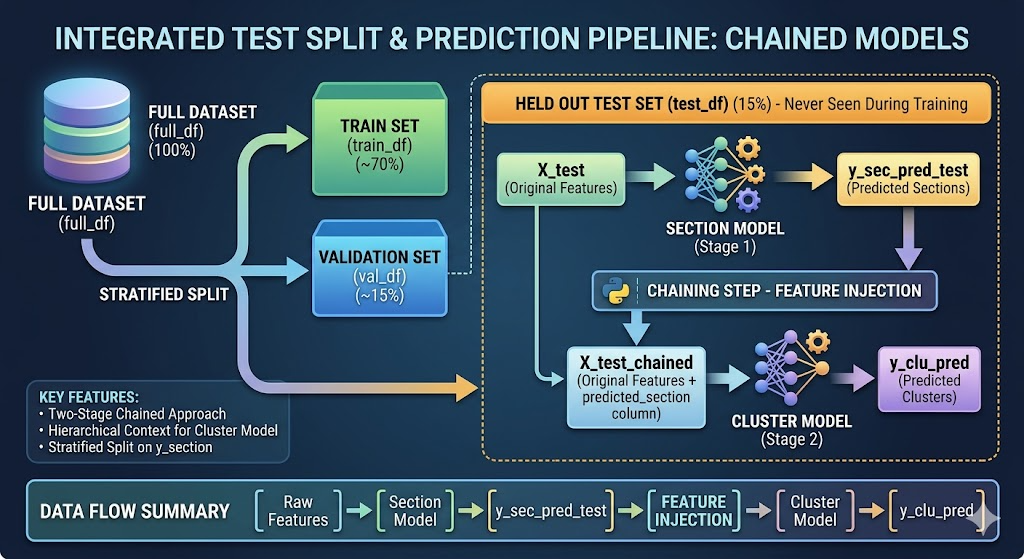 INTEGRATED TEST SPLIT & PREDICTION PIPELINE: CHAINED MODELS
FULL DATASET
(full_df)
(100%)
FULL DATASET
(full_df)
STRATIFIED SPLIT
TRAIN SET
(train_df)
(~70%)
VALIDATION SET
(val_df)
(~15%)
HELD OUT TEST SET (test_df) (15%) - Never Seen During Training
X_test
(Original Features)
SECTION MODEL
(Stage 1)
y_sec_pred_test
(Predicted Sections)
CHAINING STEP - FEATURE INJECTION
X_test_chained
(Original Features +
predicted_section
column)
CLUSTER MODEL
(Stage 2)
y_clu_pred
(Predicted
Clusters)
KEY FEATURES:
• Two-Stage Chained Approach
• Hierarchical Context for Cluster Model
• Stratified Split on y_section
DATA FLOW SUMMARY
Raw
Features
Section
Model
y_sec_pred_test
FEATURE
INJECTION
Cluster
Model
y_clu_pred